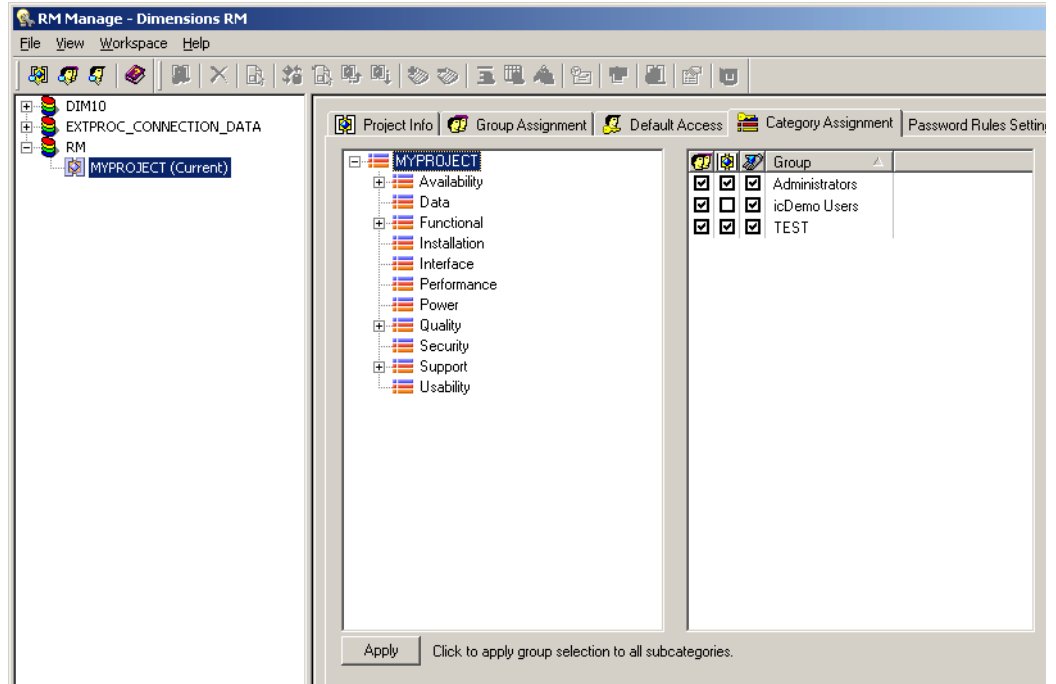 RM Manage - Dimensions RM
File View Workspace Help
DIM10
EXTPROC_CONNECTION_DATA
RM
MYPROJECT (Current)
Project Info Group Assignment Default Access Category Assignment Password Rules Settin
MYPROJECT
Availability
Data
Functional
Installation
Interface
Performance
Power
Quality
Security
Support
Usability
Group
Administrators
icDemo Users
TEST
Apply Click to apply group selection to all subcategories.